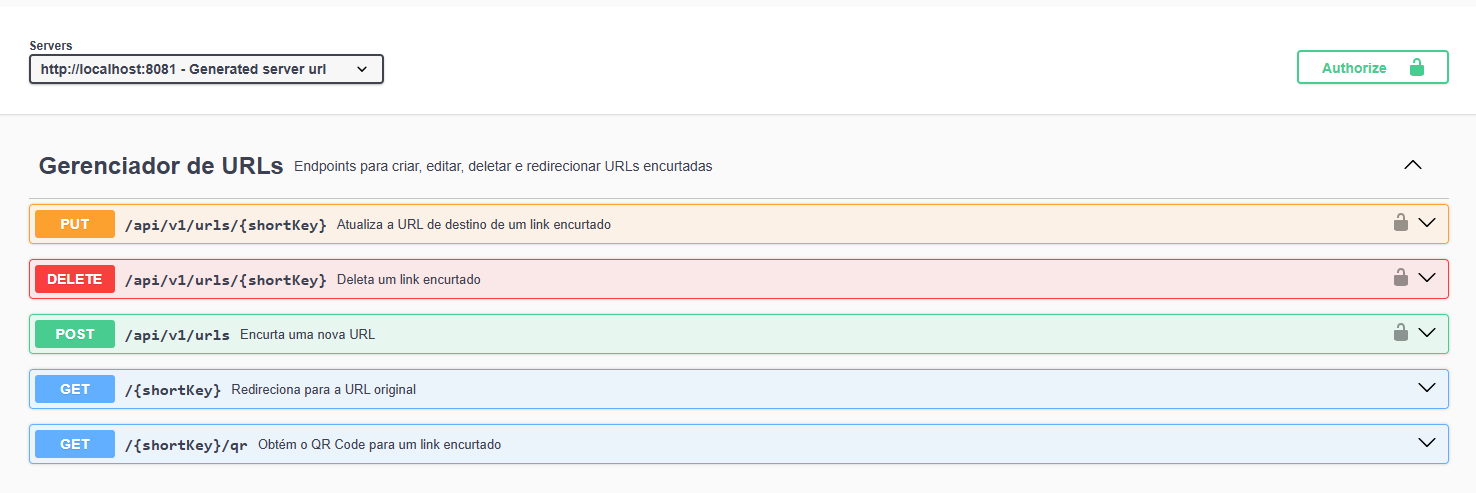 Servers
http://localhost:8081 - Generated server url
Authorize
Gerenciador de URLs Endpoints para criar, editar, deletar e redirecionar URLs encurtadas
PUT /api/v1/urls/{shortKey} Atualiza a URL de destino de um link encurtado
DELETE /api/v1/urls/{shortKey} Deleta um link encurtado
POST /api/v1/urls Encurta uma nova URL
GET /{shortKey} Redireciona para a URL original
GET /{shortKey}/qr Obtém o QR Code para um link encurtado